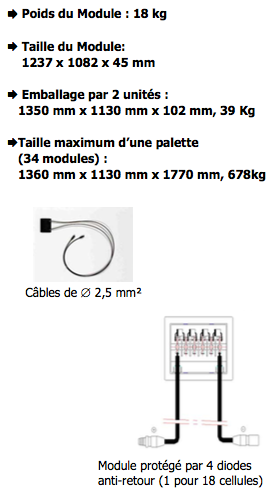 ➡ Poids du Module : 18 kg
➡ Taille du Module:
1237 x 1082 x 45 mm
➡ Emballage par 2 unités :
1350 mm x 1130 mm x 102 mm, 39 Kg
➡Taille maximum d’une palette
(34 modules) :
1360 mm x 1130 mm x 1770 mm, 678kg
Câbles de ∅ 2,5 mm²
Module protégé par 4 diodes
anti-retour (1 pour 18 cellules)